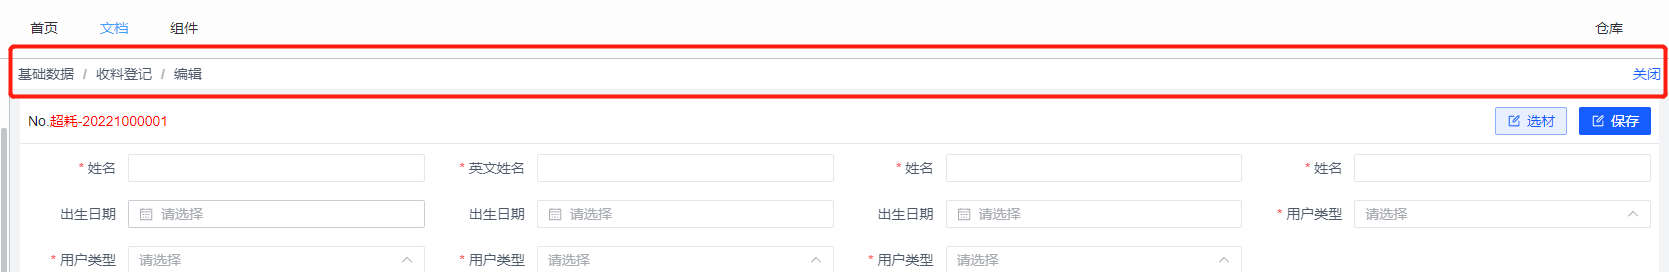 首页 文档 组件 仓库
基础数据 / 收料登记 / 编辑 关闭
No.超耗-20221000001 选材 保存
* 姓名 * 英文姓名 * 姓名 * 姓名
出生日期 请选择 出生日期 请选择 出生日期 请选择 * 用户类型 请选择
* 用户类型 请选择 * 用户类型 请选择 * 用户类型 请选择